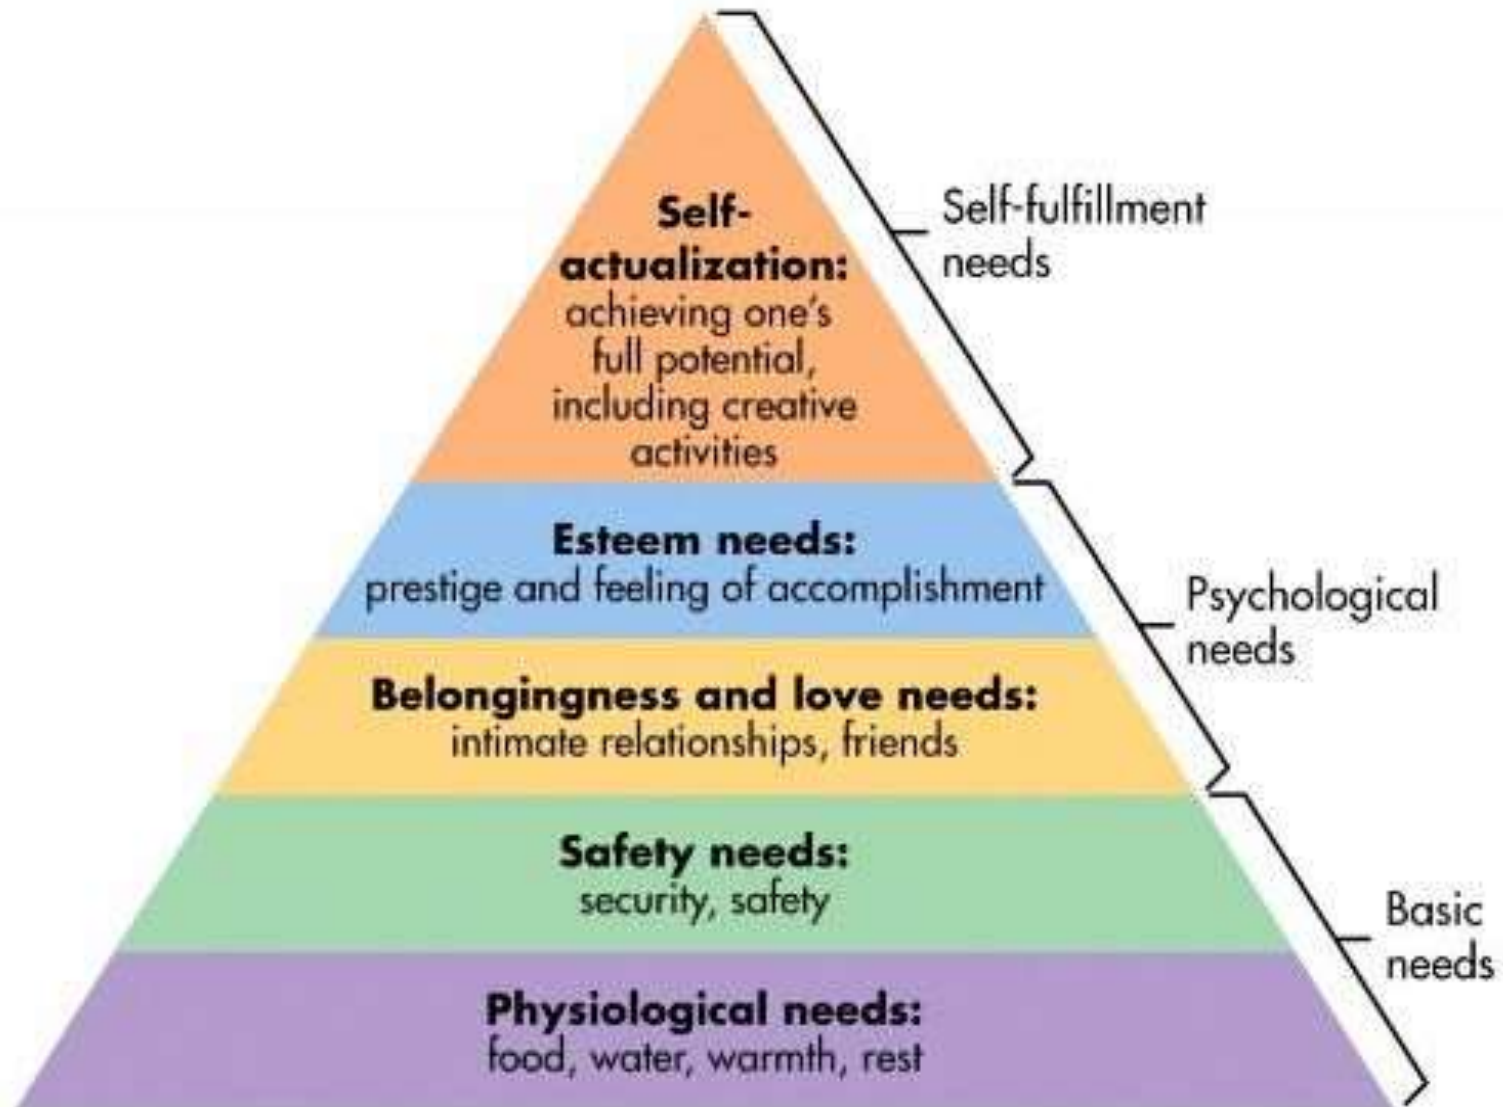 Self-
actualization:
achieving one's
full potential,
including creative
activities
Self-fulfillment
needs
Esteem needs:
prestige and feeling of accomplishment
Psychological
needs
Belongingness and love needs:
intimate relationships, friends
Safety needs:
security, safety
Basic
needs
Physiological needs:
food, water, warmth, rest